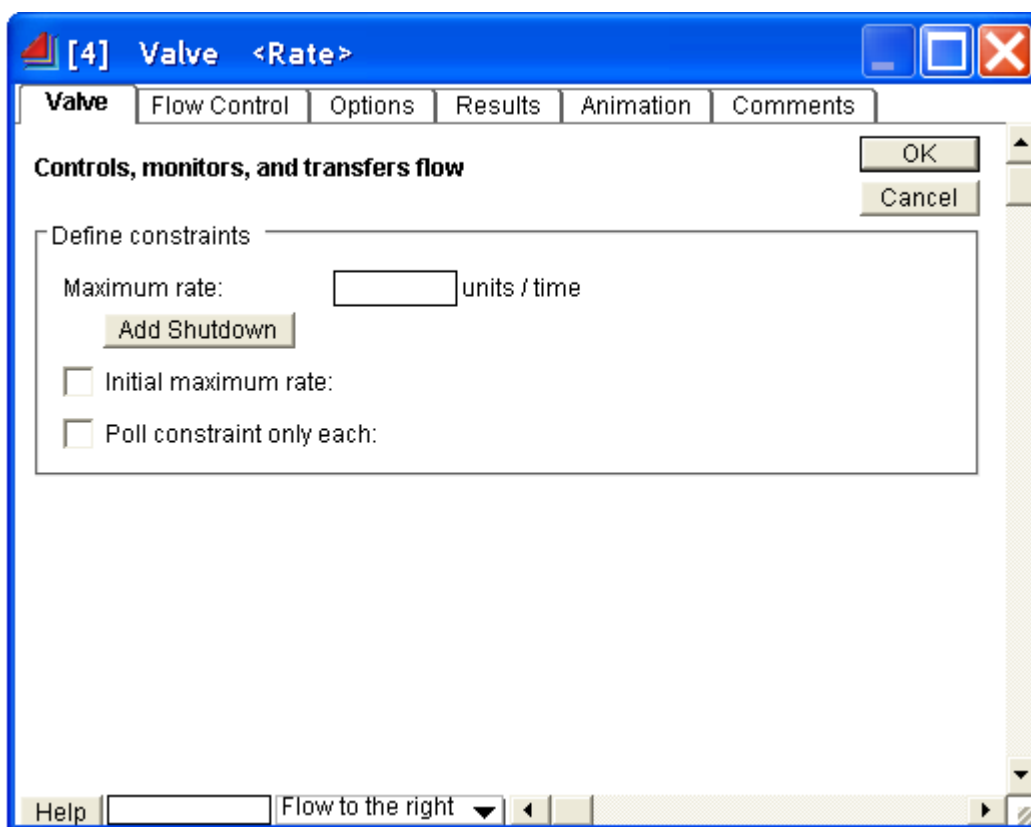 [4] Valve <Rate>
Valve Flow Control Options Results Animation Comments
Controls, monitors, and transfers flow
OK
Cancel
Define constraints
Maximum rate: units / time
Add Shutdown
Initial maximum rate:
Poll constraint only each:
Help Flow to the right